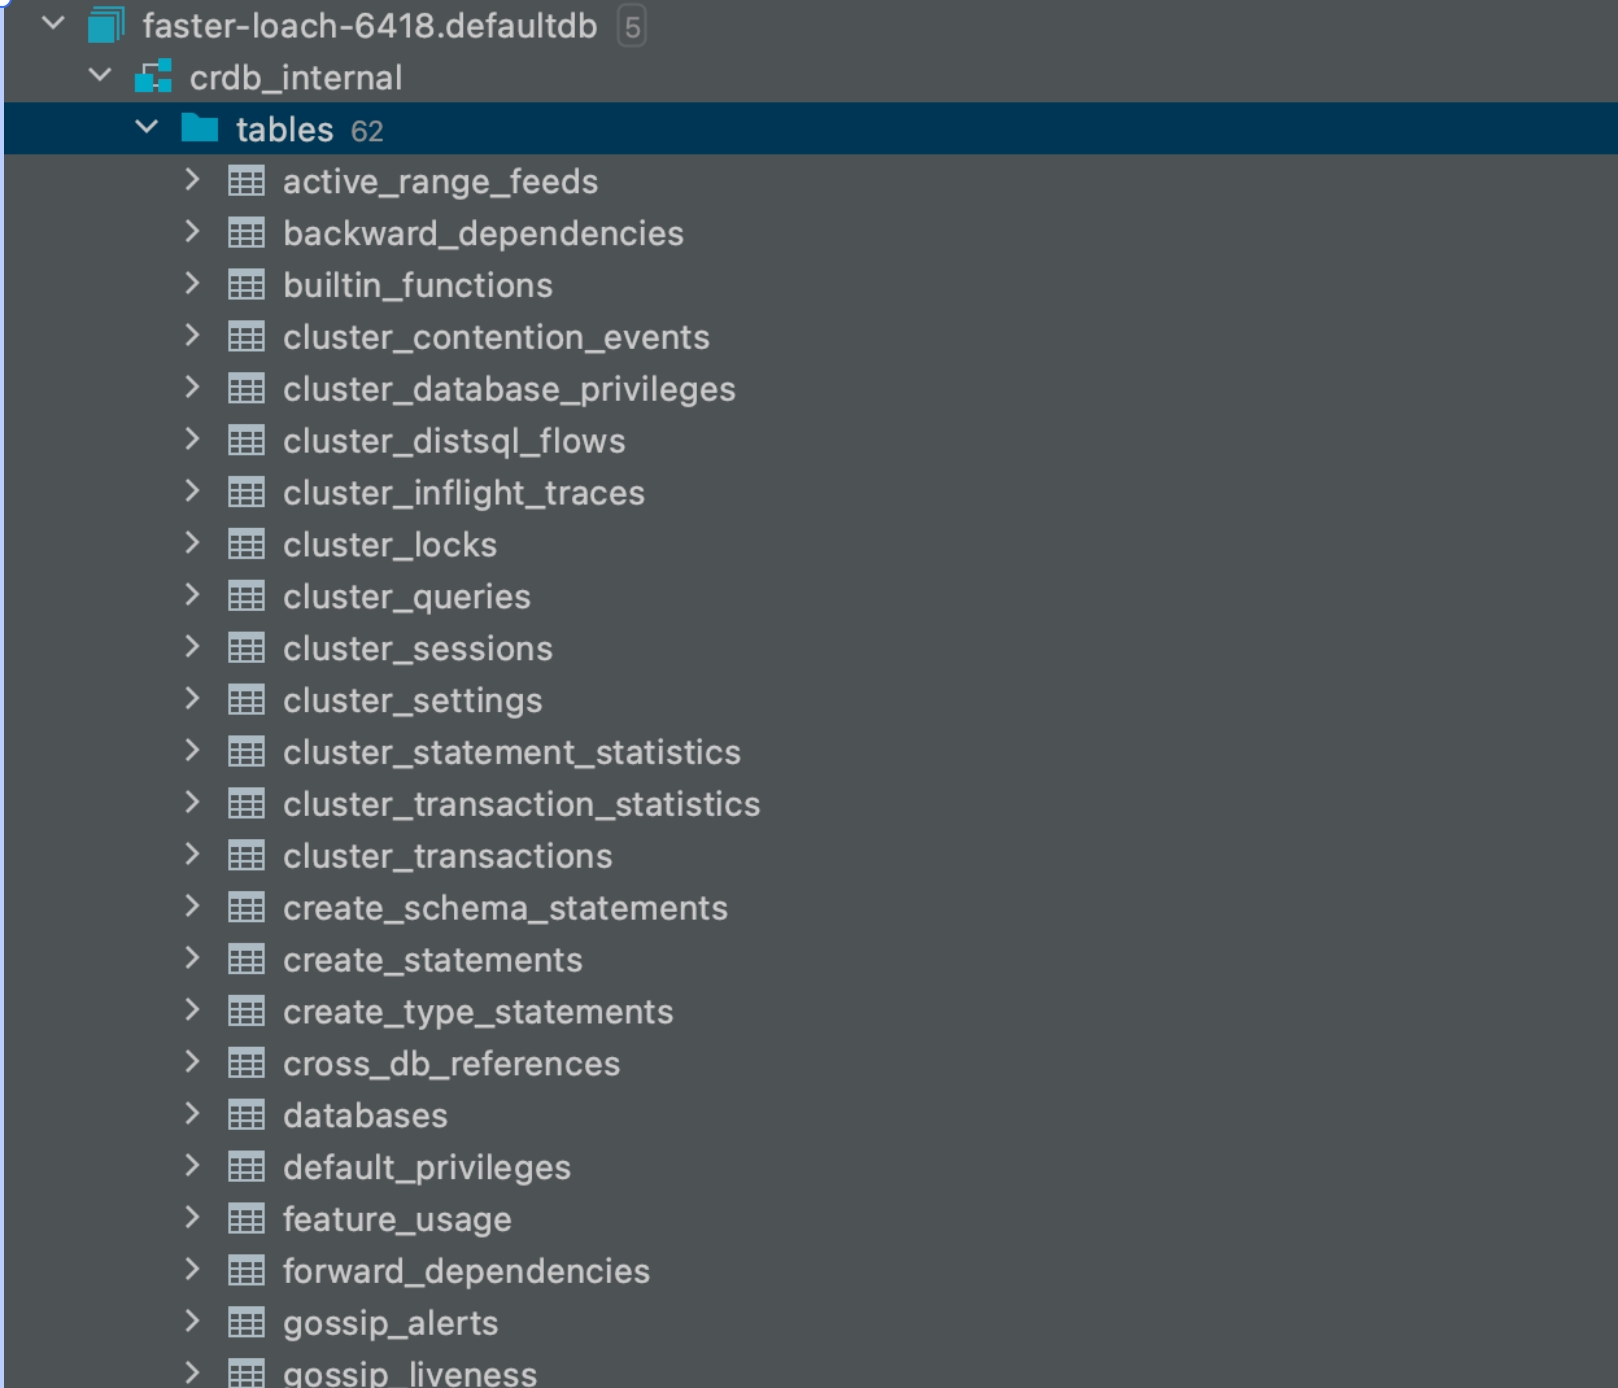 faster-loach-6418.defaultdb 5
crdb_internal
tables 62
active_range_feeds
backward_dependencies
builtin_functions
cluster_contention_events
cluster_database_privileges
cluster_distsql_flows
cluster_inflight_traces
cluster_locks
cluster_queries
cluster_sessions
cluster_settings
cluster_statement_statistics
cluster_transaction_statistics
cluster_transactions
create_schema_statements
create_statements
create_type_statements
cross_db_references
databases
default_privileges
feature_usage
forward_dependencies
gossip_alerts
gossip_liveness